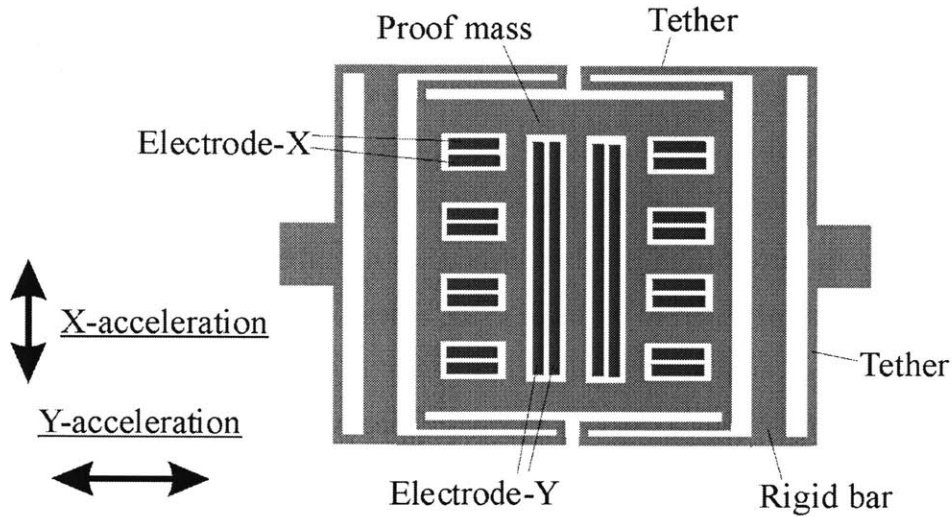 Proof mass
Tether
Electrode-X
X-acceleration
Tether
Y-acceleration
Electrode-Y
Rigid bar